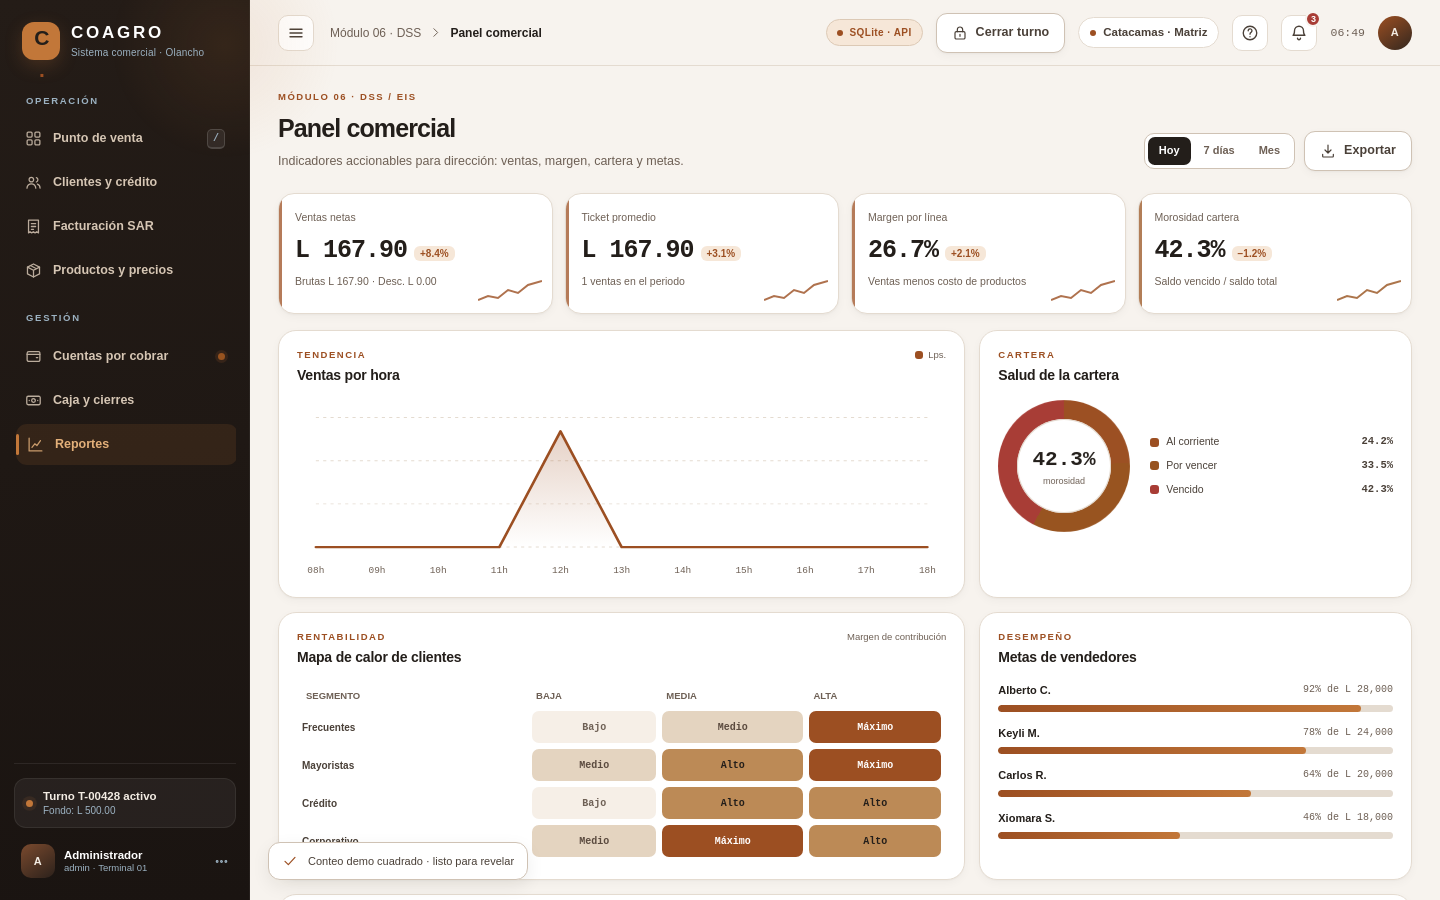 C
COAGRO
Sistema comercial · Olancho
OPERACIÓN
Punto de venta /
Clientes y crédito
Facturación SAR
Productos y precios
GESTIÓN
Cuentas por cobrar
Caja y cierres
Reportes
Turno T-00428 activo
Fondo: L 500.00
A
Administrador
admin · Terminal 01
Módulo 06 · DSS
Panel comercial
SQLite · API
Cerrar turno
Catacamas · Matriz
3
06:49
A
MÓDULO 06 · DSS / EIS
Panel comercial
Indicadores accionables para dirección: ventas, margen, cartera y metas.
Hoy 7 días Mes
Exportar
Ventas netas
L 167.90 +8.4%
Brutas L 167.90 · Desc. L 0.00
Ticket promedio
L 167.90 +3.1%
1 ventas en el periodo
Margen por línea
26.7% +2.1%
Ventas menos costo de productos
Morosidad cartera
42.3% −1.2%
Saldo vencido / saldo total
TENDENCIA
Lps.
Ventas por hora
08h 09h 10h 11h 12h 13h 14h 15h 16h 17h 18h
CARTERA
Salud de la cartera
42.3%
morosidad
Al corriente 24.2%
Por vencer 33.5%
Vencido 42.3%
RENTABILIDAD
Margen de contribución
Mapa de calor de clientes
SEGMENTO BAJA MEDIA ALTA
Frecuentes Bajo Medio Máximo
Mayoristas Medio Alto Máximo
Crédito Bajo Alto Alto
Corporativo Medio Máximo Alto
DESEMPEÑO
Metas de vendedores
Alberto C. 92% de L 28,000
Keyli M. 78% de L 24,000
Carlos R. 64% de L 20,000
Xiomara S. 46% de L 18,000
Conteo demo cuadrado · listo para revelar